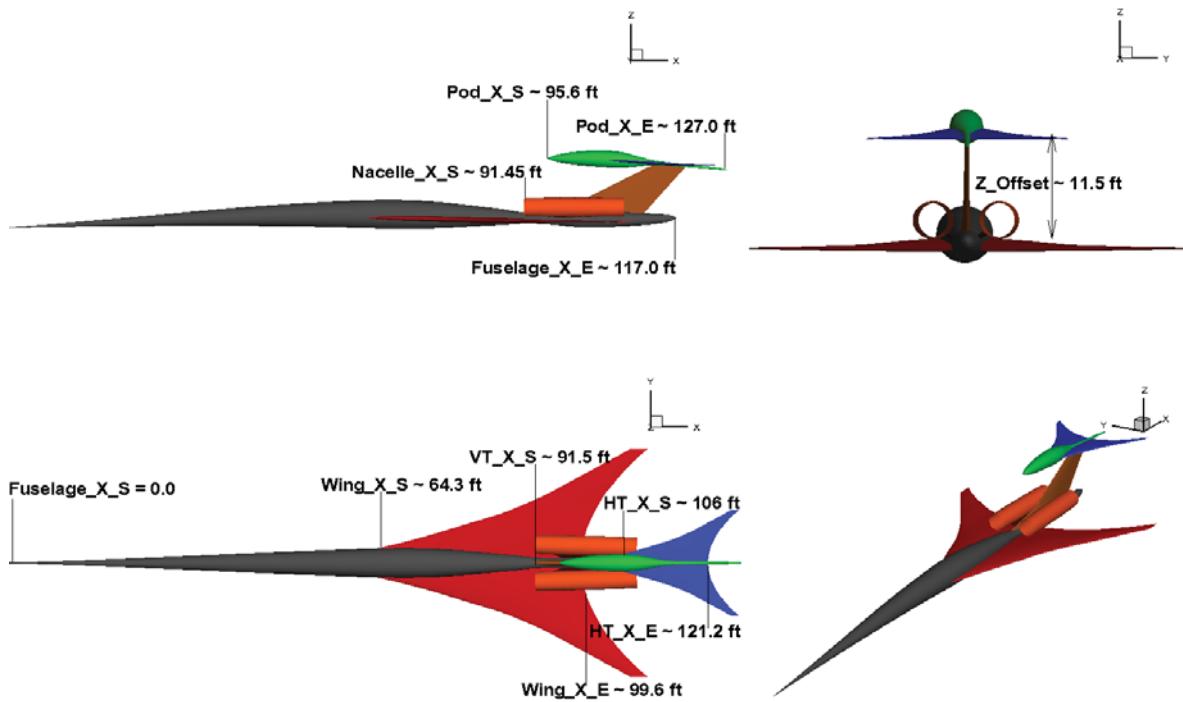 Z
X
Y
Pod_X_S ~ 95.6 ft
Pod_X_E ~ 127.0 ft
Nacelle_X_S ~ 91.45 ft
Fuselage_X_E ~ 117.0 ft
Z
X
Y
Z_Offset ~ 11.5 ft
Y
Z
X
VT_X_S ~ 91.5 ft
Wing_X_S ~ 64.3 ft
Fuselage_X_S = 0.0
HT_X_S ~ 106 ft
HT_X_E ~ 121.2 ft
Wing_X_E ~ 99.6 ft
Z
Y
X